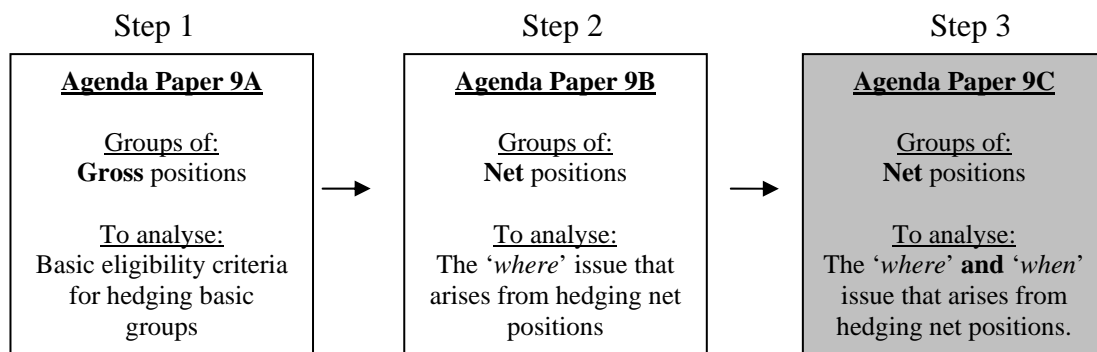 Step 1
Agenda Paper 9A
Groups of:
Gross positions
To analyse:
Basic eligibility criteria
for hedging basic
groups
Step 2
Agenda Paper 9B
Groups of:
Net positions
To analyse:
The ‘where’ issue that
arises from hedging net
positions
Step 3
Agenda Paper 9C
Groups of:
Net positions
To analyse:
The ‘where’ and ‘when’
issue that arises from
hedging net positions.